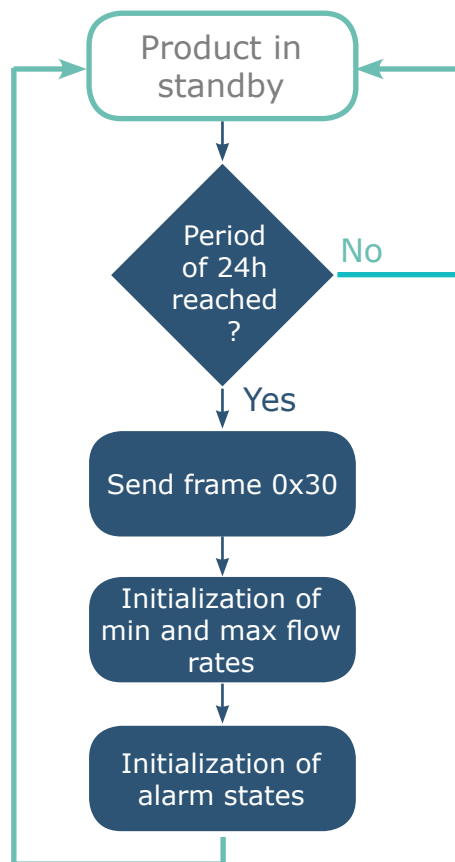 Product in
standby
Period
of 24h
reached
?
No
Yes
Send frame 0x30
Initialization of
min and max flow
rates
Initialization of
alarm states